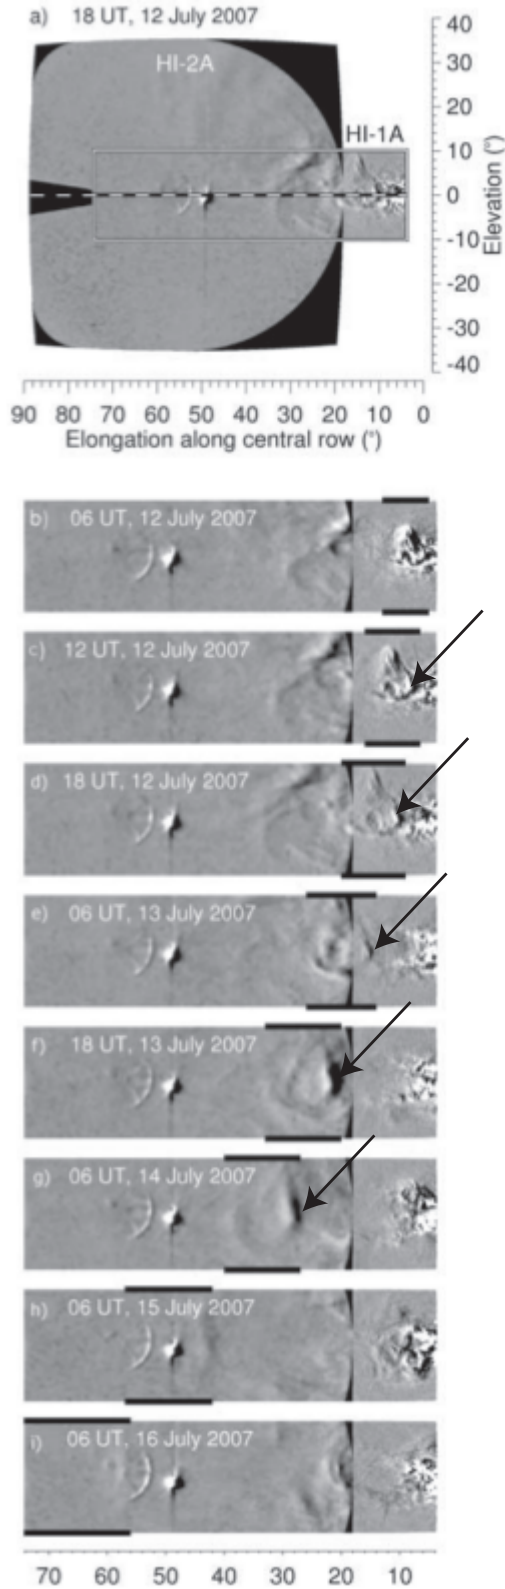 a) 18 UT, 12 July 2007
HI-2A
HI-1A
40
30
20
10
0
-10
-20
-30
-40
Elevation (°)
90 80 70 60 50 40 30 20 10 0
Elongation along central row (°)
b) 06 UT, 12 July 2007
c) 12 UT, 12 July 2007
d) 18 UT, 12 July 2007
e) 06 UT, 13 July 2007
f) 18 UT, 13 July 2007
g) 06 UT, 14 July 2007
h) 06 UT, 15 July 2007
i) 06 UT, 16 July 2007
70 60 50 40 30 20 10